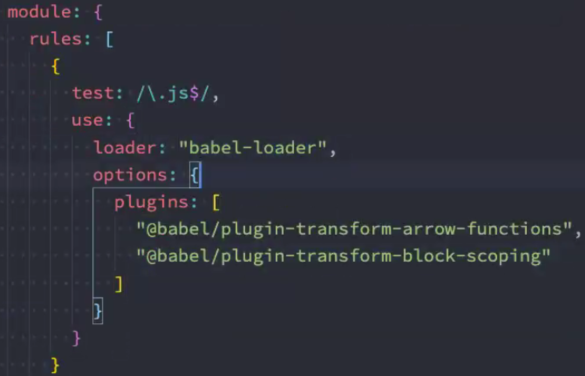 module: {
  rules: [
    {
      test: /\.js$/,
      use: {
        loader: "babel-loader",
        options: {
          plugins: [
            "@babel/plugin-transform-arrow-functions",
            "@babel/plugin-transform-block-scoping"
          ]
        }
      }
    }